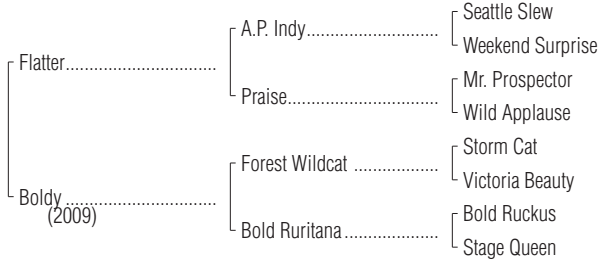 Seattle Slew
A.P. Indy
Weekend Surprise
Flatter
Mr. Prospector
Praise
Wild Applause
Storm Cat
Forest Wildcat
Victoria Beauty
Boldy
(2009)
Bold Ruckus
Bold Ruritana
Stage Queen